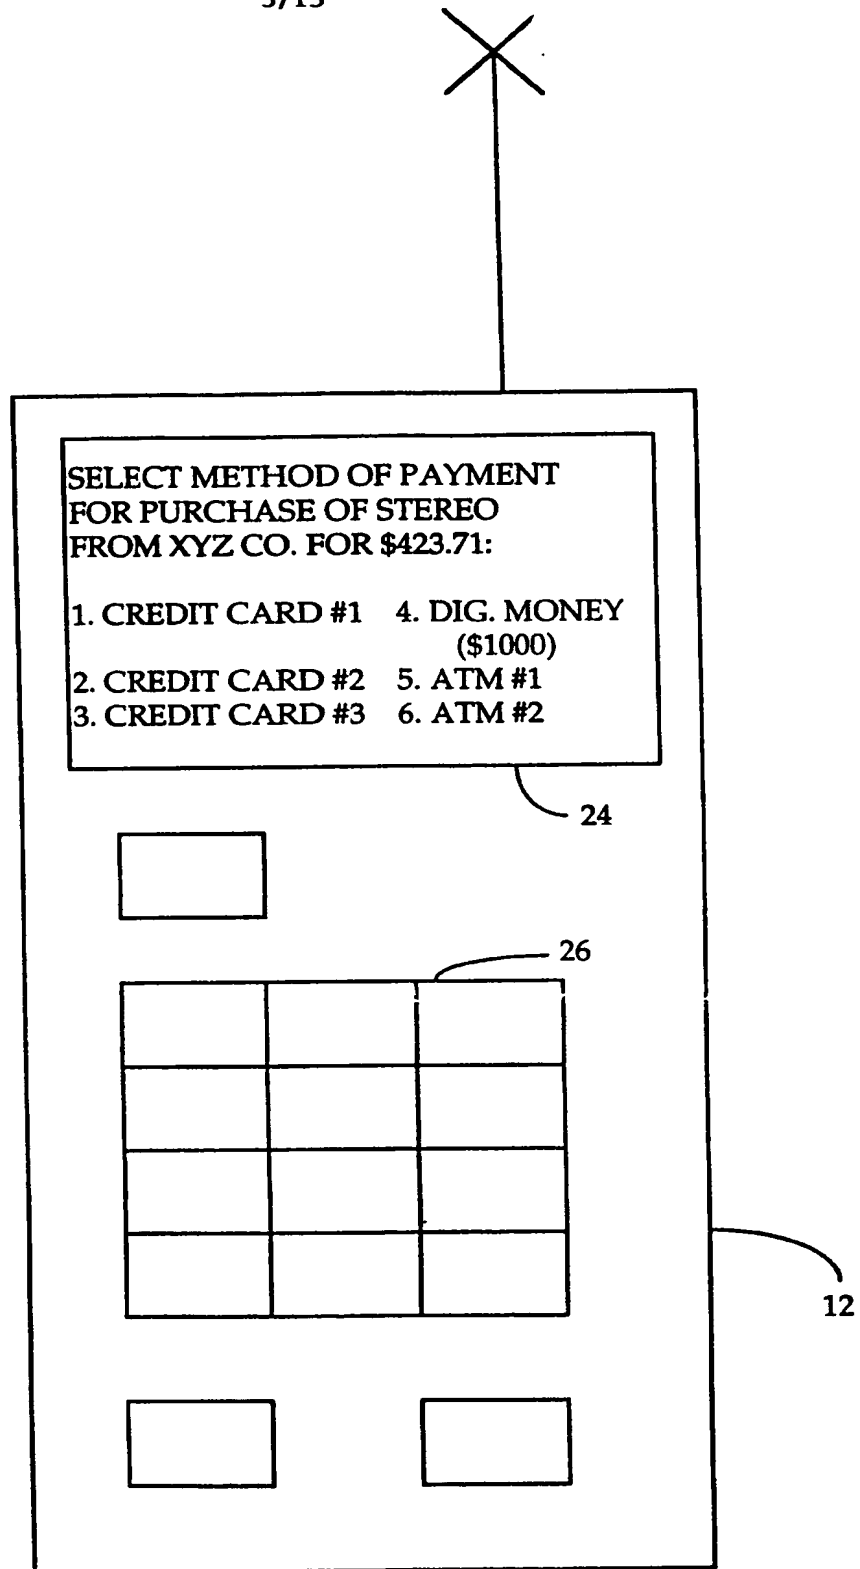 3/13
SELECT METHOD OF PAYMENT
FOR PURCHASE OF STEREO
FROM XYZ CO. FOR $423.71:
1. CREDIT CARD #1 4. DIG. MONEY
($1000)
2. CREDIT CARD #2 5. ATM #1
3. CREDIT CARD #3 6. ATM #2
24
26
12